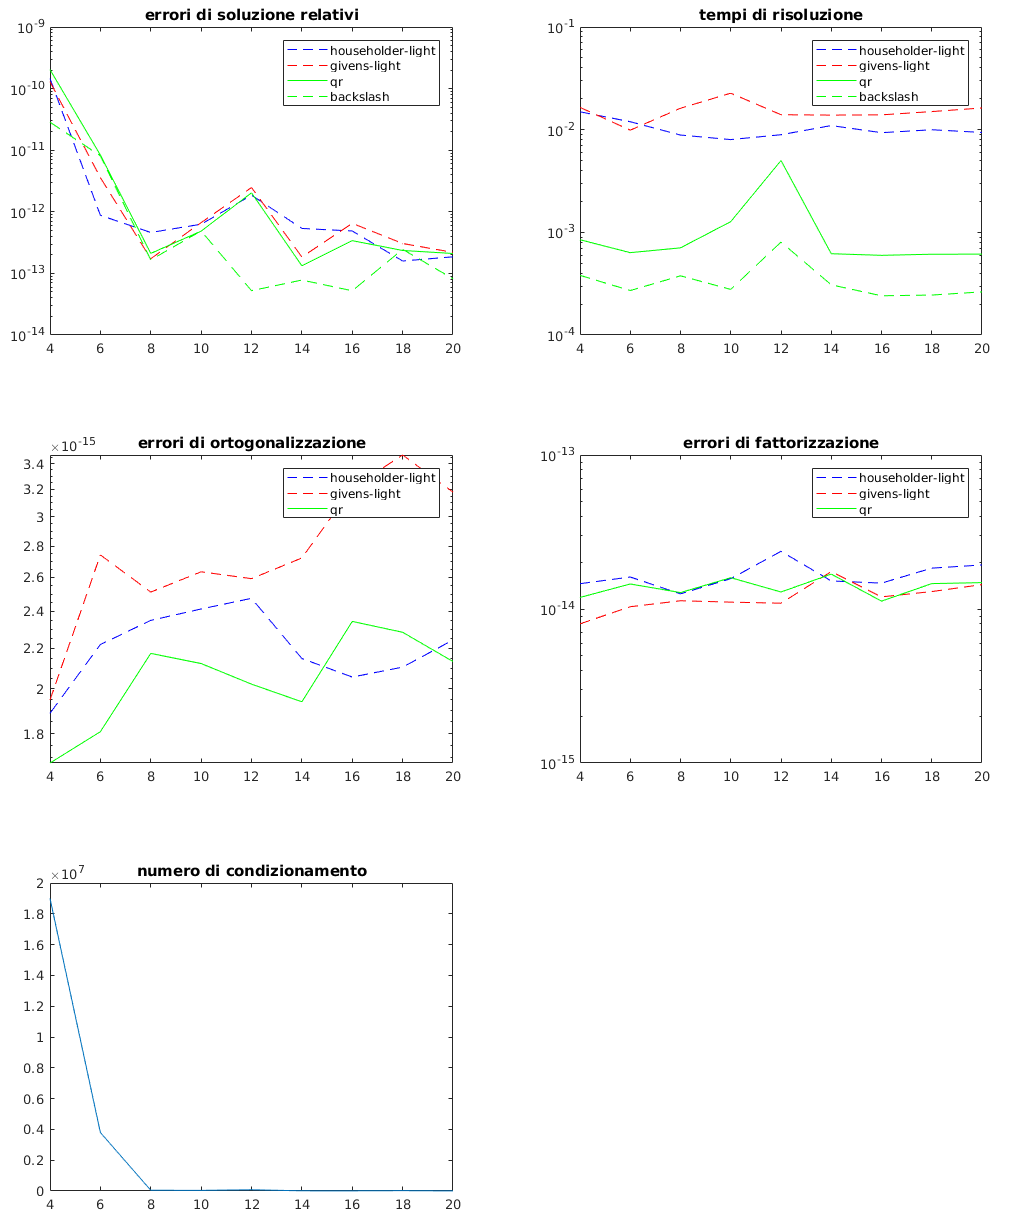 errori di soluzione relativi
10^-9
10^-10
10^-11
10^-12
10^-13
10^-14
4 6 8 10 12 14 16 18 20
householder-light
givens-light
qr
backslash
tempi di risoluzione
10^-1
10^-2
10^-3
10^-4
4 6 8 10 12 14 16 18 20
householder-light
givens-light
qr
backslash
errori di ortogonalizzazione
×10^-15
3.4
3.2
3
2.8
2.6
2.4
2.2
2
1.8
4 6 8 10 12 14 16 18 20
householder-light
givens-light
qr
errori di fattorizzazione
10^-13
10^-14
10^-15
4 6 8 10 12 14 16 18 20
householder-light
givens-light
qr
numero di condizionamento
×10^7
2
1.8
1.6
1.4
1.2
1
0.8
0.6
0.4
0.2
0
4 6 8 10 12 14 16 18 20